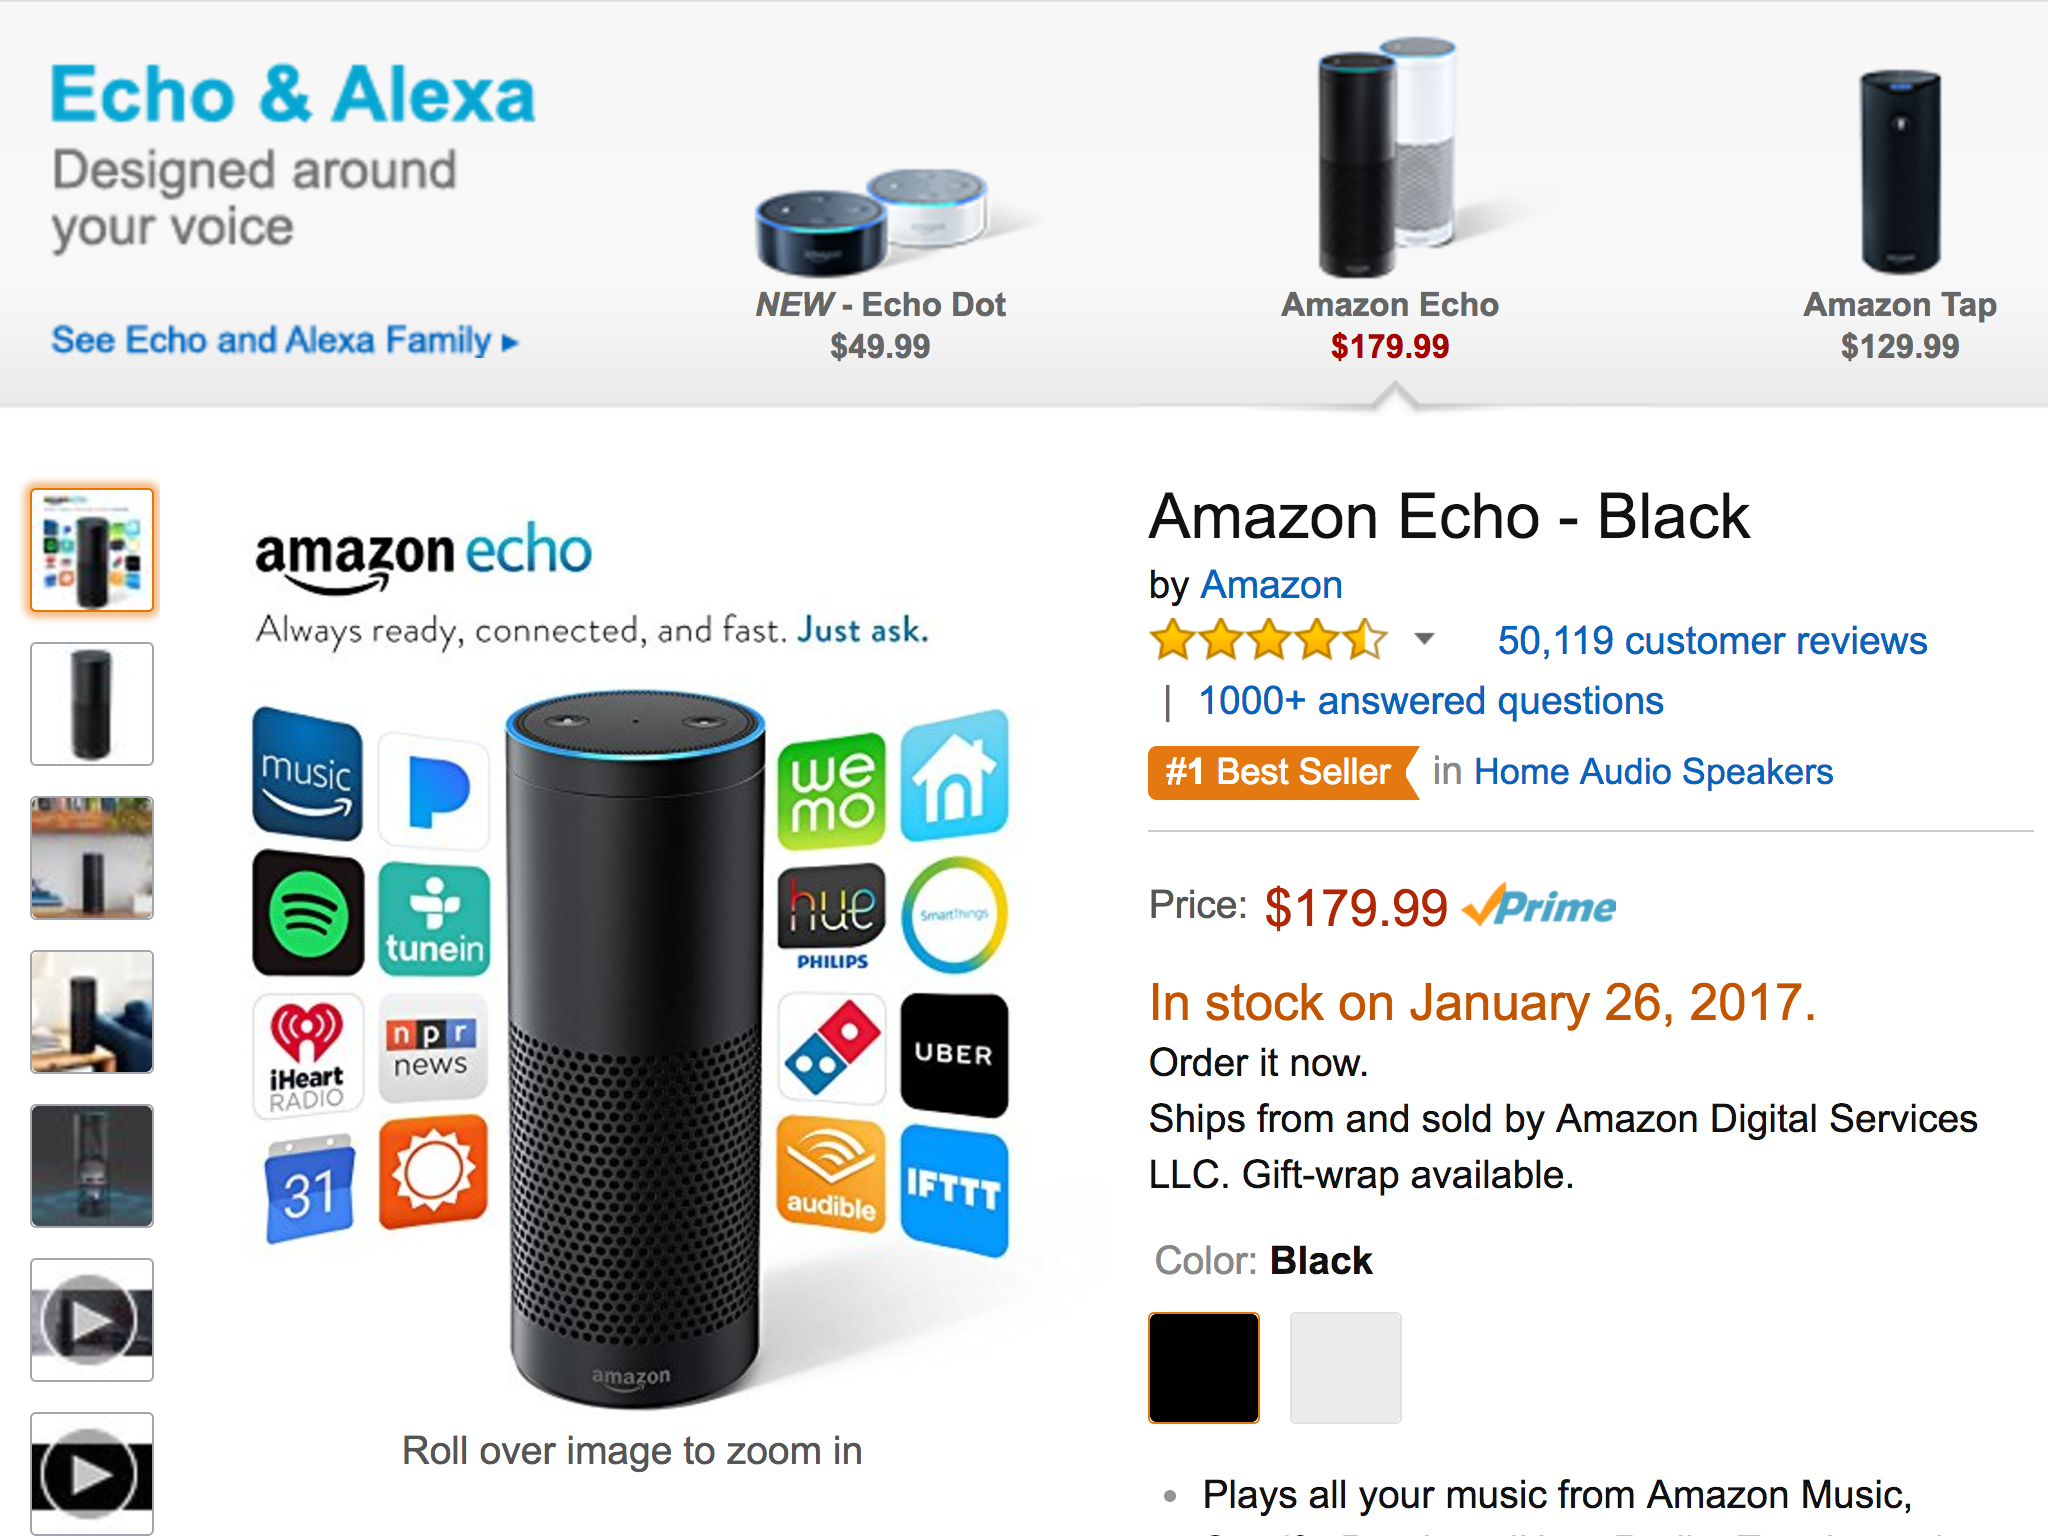 Echo & Alexa
Designed around
your voice
See Echo and Alexa Family ▸
NEW - Echo Dot
$49.99
Amazon Echo
$179.99
Amazon Tap
$129.99
amazon echo
Always ready, connected, and fast. Just ask.
music
tunein
iHeart
RADIO
npr
news
31
we
mo
hue
PHILIPS
SmartThings
UBER
audible
IFTTT
amazon
Roll over image to zoom in
Amazon Echo - Black
by Amazon
50,119 customer reviews
| 1000+ answered questions
#1 Best Seller in Home Audio Speakers
Price: $179.99 Prime
In stock on January 26, 2017.
Order it now.
Ships from and sold by Amazon Digital Services
LLC. Gift-wrap available.
Color: Black
• Plays all your music from Amazon Music,